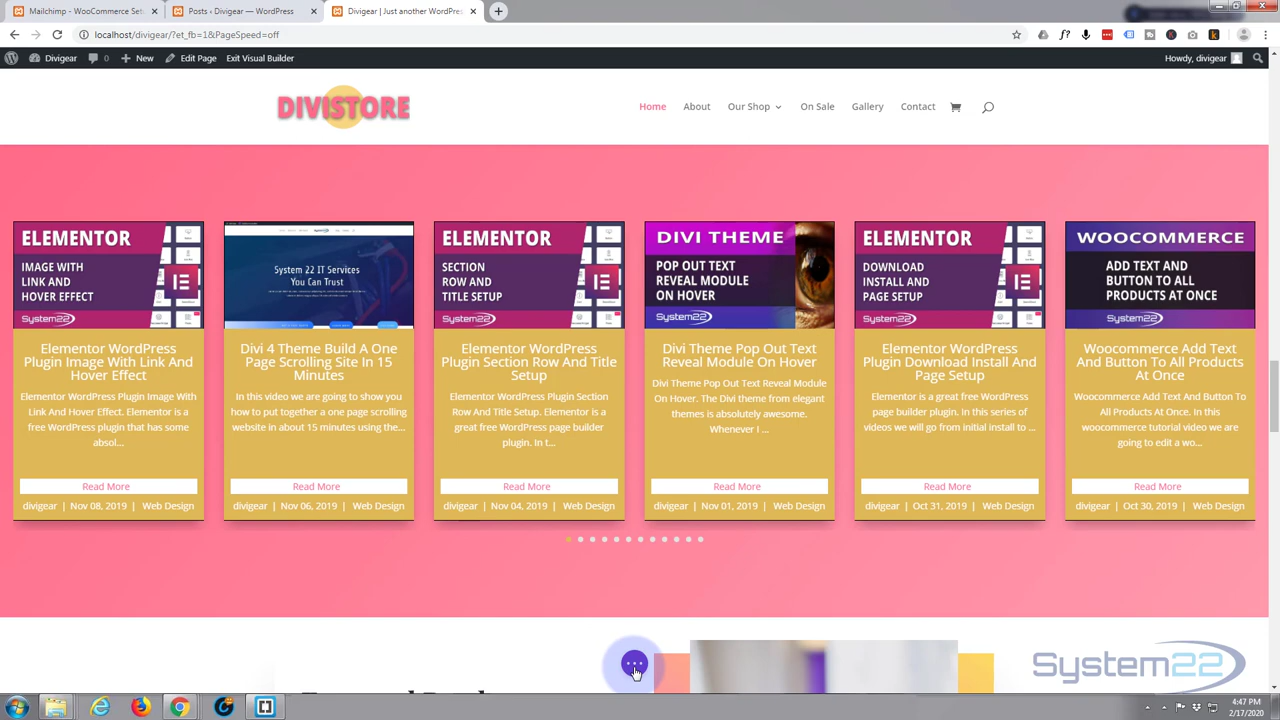 Mailchimp - WooCommerce Set
Posts ‹ Divigear — WordPress
Divigear | Just another WordPres
localhost/divigear/?et_fb=1&PageSpeed=off
Divigear
0
New
Edit Page
Exit Visual Builder
Howdy, divigear
DIVISTORE
Home
About
Our Shop
On Sale
Gallery
Contact
ELEMENTOR
IMAGE WITH
LINK AND
HOVER EFFECT
System22
System 22 IT Services
You Can Trust
ELEMENTOR
SECTION
ROW AND
TITLE SETUP
System22
DIVI THEME
POP OUT TEXT
REVEAL MODULE
ON HOVER
System22
ELEMENTOR
DOWNLOAD
INSTALL AND
PAGE SETUP
System22
WOOCOMMERCE
ADD TEXT AND
BUTTON TO ALL
PRODUCTS AT ONCE
System22
Elementor WordPress
Plugin Image With Link And
Hover Effect
Elementor WordPress Plugin Image With
Link And Hover Effect. Elementor is a
free WordPress plugin that has some
absol...
Read More
divigear | Nov 08, 2019 | Web Design
Divi 4 Theme Build A One
Page Scrolling Site In 15
Minutes
In this video we are going to show you
how to put together a one page scrolling
website in about 15 minutes using the...
Read More
divigear | Nov 06, 2019 | Web Design
Elementor WordPress
Plugin Section Row And Title
Setup
Elementor WordPress Plugin Section
Row And Title Setup. Elementor is a
great free WordPress page builder
plugin. In t...
Read More
divigear | Nov 04, 2019 | Web Design
Divi Theme Pop Out Text
Reveal Module On Hover
Divi Theme Pop Out Text Reveal Module
On Hover. The Divi theme from elegant
themes is absolutely awesome.
Whenever I ...
Read More
divigear | Nov 01, 2019 | Web Design
Elementor WordPress
Plugin Download Install And
Page Setup
Elementor is a great free WordPress
page builder plugin. In this series of
videos we will go from initial install to ...
Read More
divigear | Oct 31, 2019 | Web Design
Woocommerce Add Text
And Button To All Products
At Once
Woocommerce Add Text And Button To
All Products At Once. In this
woocommerce tutorial video we are
going to edit a wo...
Read More
divigear | Oct 30, 2019 | Web Design
System22
4:47 PM
2/17/2020